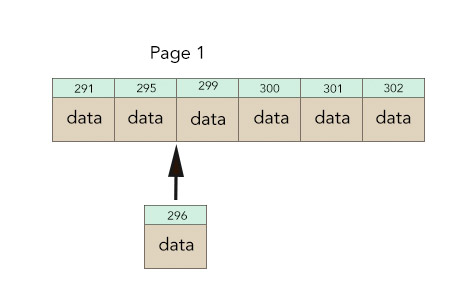 Page 1
291 295 299 300 301 302
data data data data data data
296
data